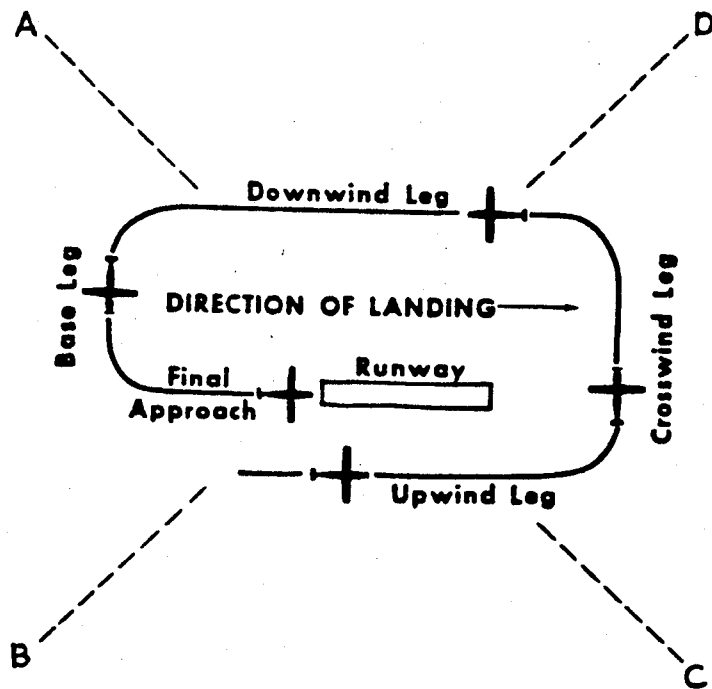 A
D
Downwind Leg
Base Leg
DIRECTION OF LANDING
Crosswind Leg
Final
Approach
Runway
Upwind Leg
B
C